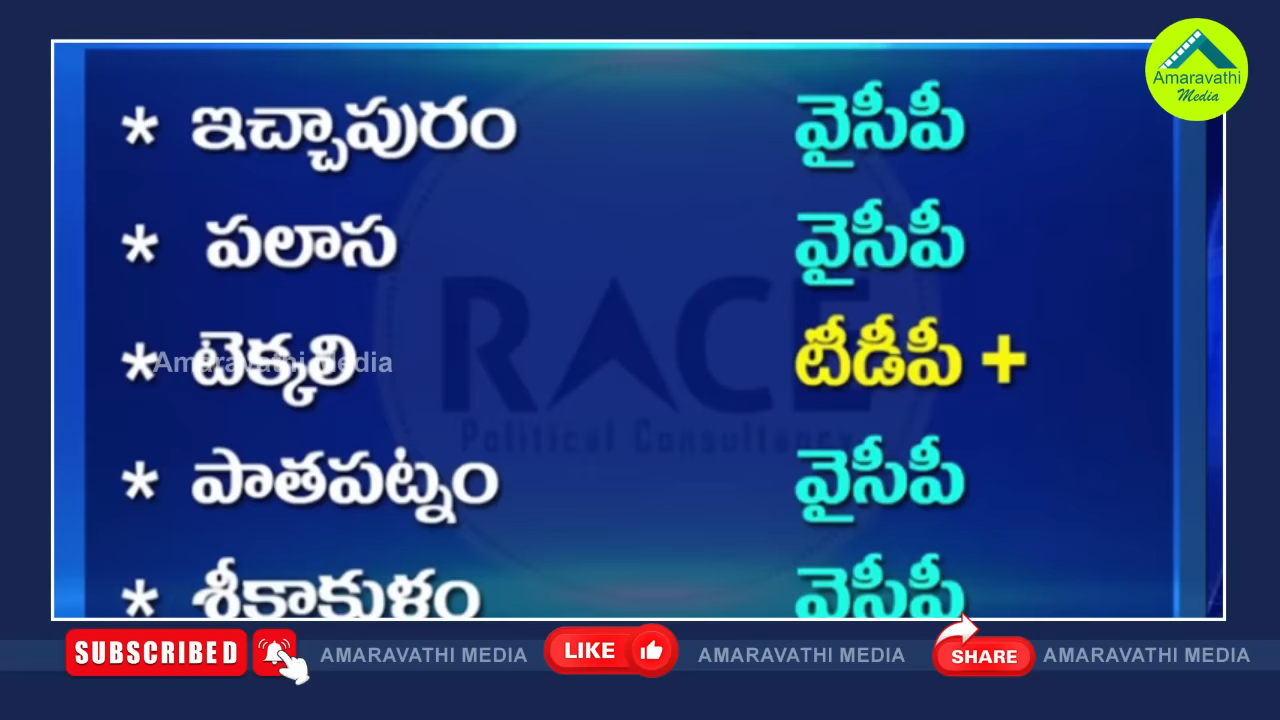 Amaravathi
Media
* ఇచ్చాపురం వైసీపీ
* పలాస వైసీపీ
* టెక్కలి టీడీపీ +
Amaravathi Media
RACE
Political Consultancy
* పాతపట్నం వైసీపీ
* శ్రీకాకుళం వైసీపీ
SUBSCRIBED AMARAVATHI MEDIA LIKE AMARAVATHI MEDIA SHARE AMARAVATHI MEDIA